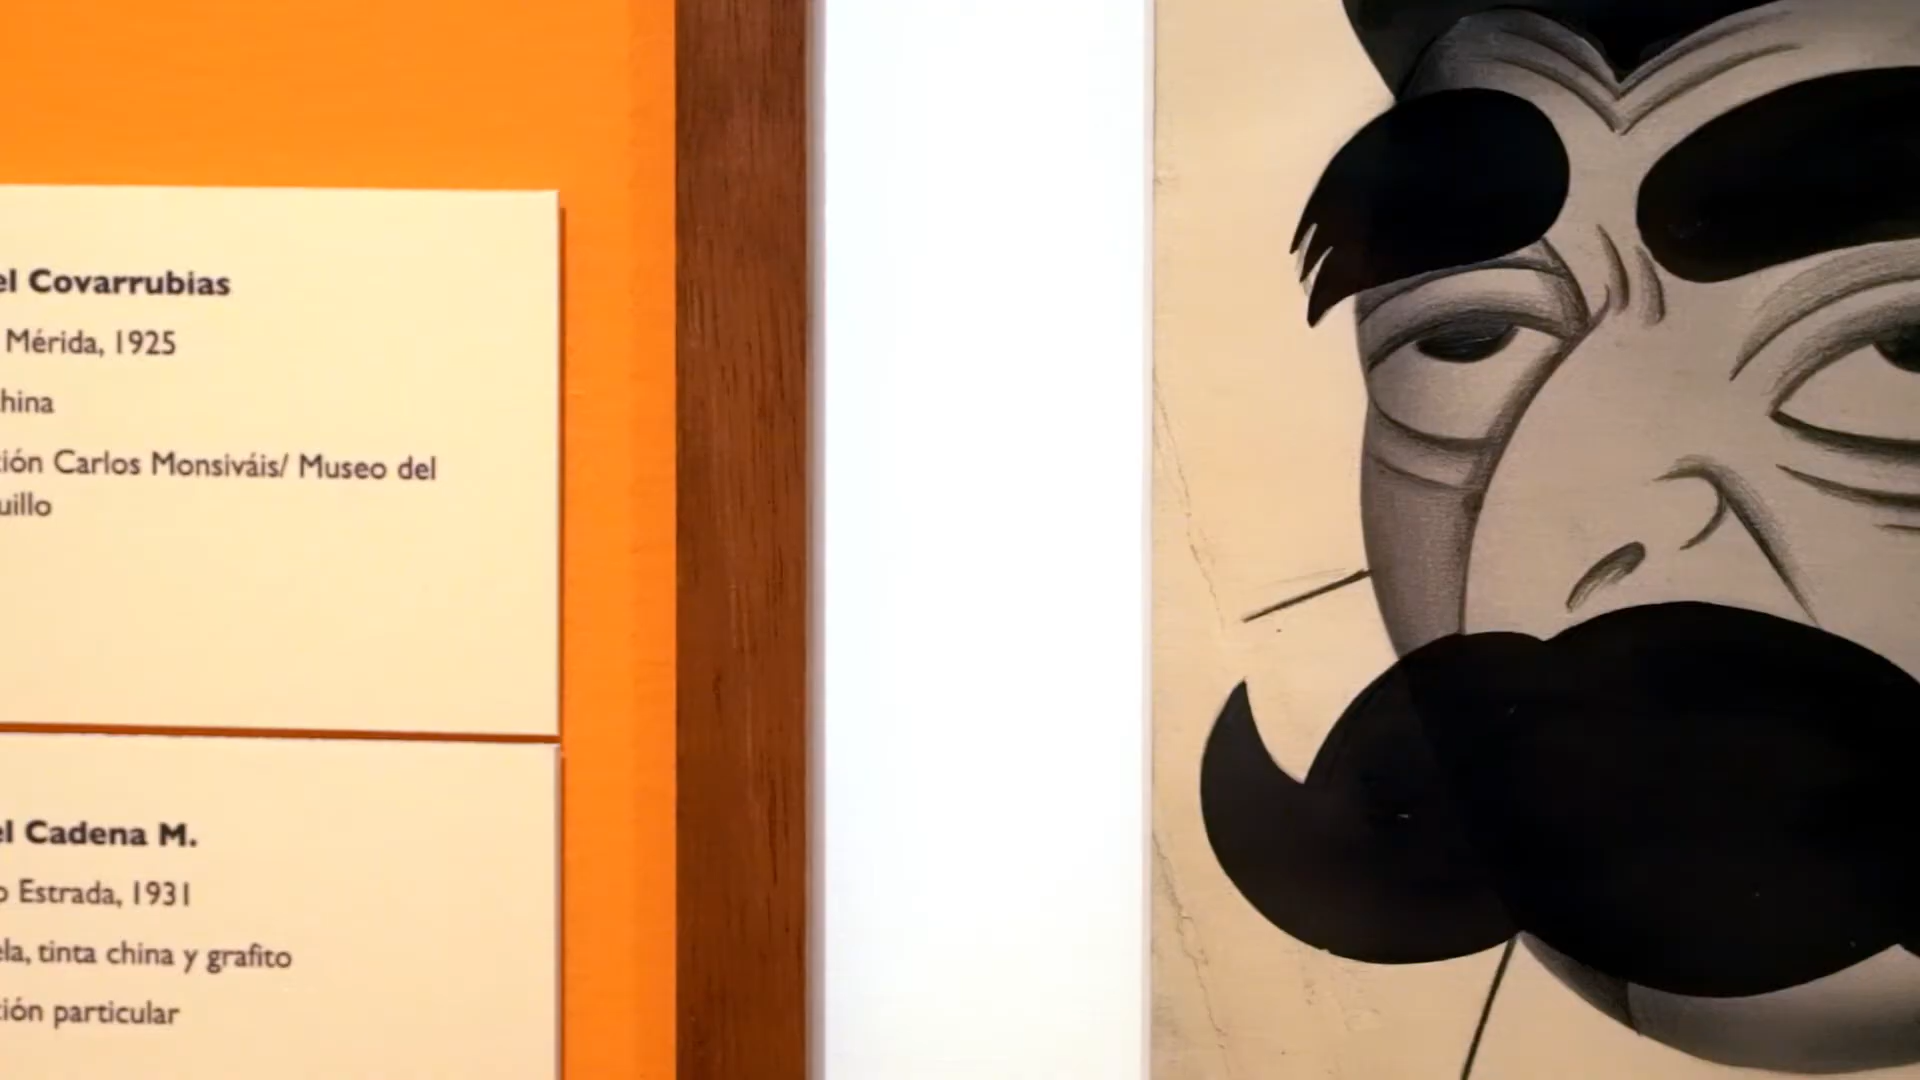 el Covarrubias
Mérida, 1925
hina
ción Carlos Monsiváis/ Museo del
uillo
el Cadena M.
o Estrada, 1931
ela, tinta china y grafito
ción particular